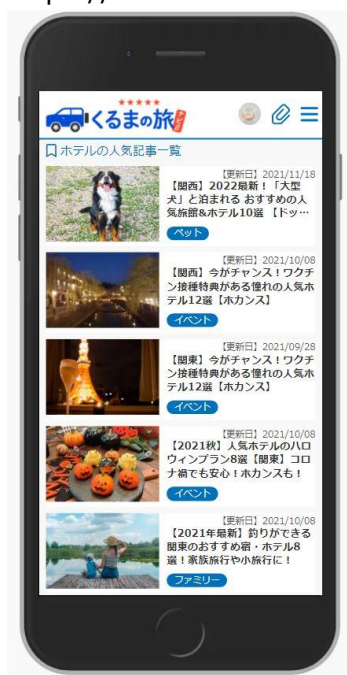 くるまの旅
ナビ
ホテルの人気記事一覧
【更新日】2021/11/18
【関西】2022最新！「大型
犬」と泊まれる おすすめの人
気旅館&ホテル10選 【ドッ…
ペット
【更新日】2021/10/08
【関西】今がチャンス！ワクチ
ン接種特典がある憧れの人気ホ
テル12選【ホカンス】
イベント
【更新日】2021/09/28
【関東】今がチャンス！ワクチ
ン接種特典がある憧れの人気ホ
テル12選【ホカンス】
イベント
【更新日】2021/10/08
【2021秋】人気ホテルのハロ
ウィンプラン8選【関東】コロ
ナ禍でも安心！ホカンスも！
イベント
【更新日】2021/10/08
【2021年最新】釣りができる
関東のおすすめ宿・ホテル8
選！家族旅行や小旅行に！
ファミリー